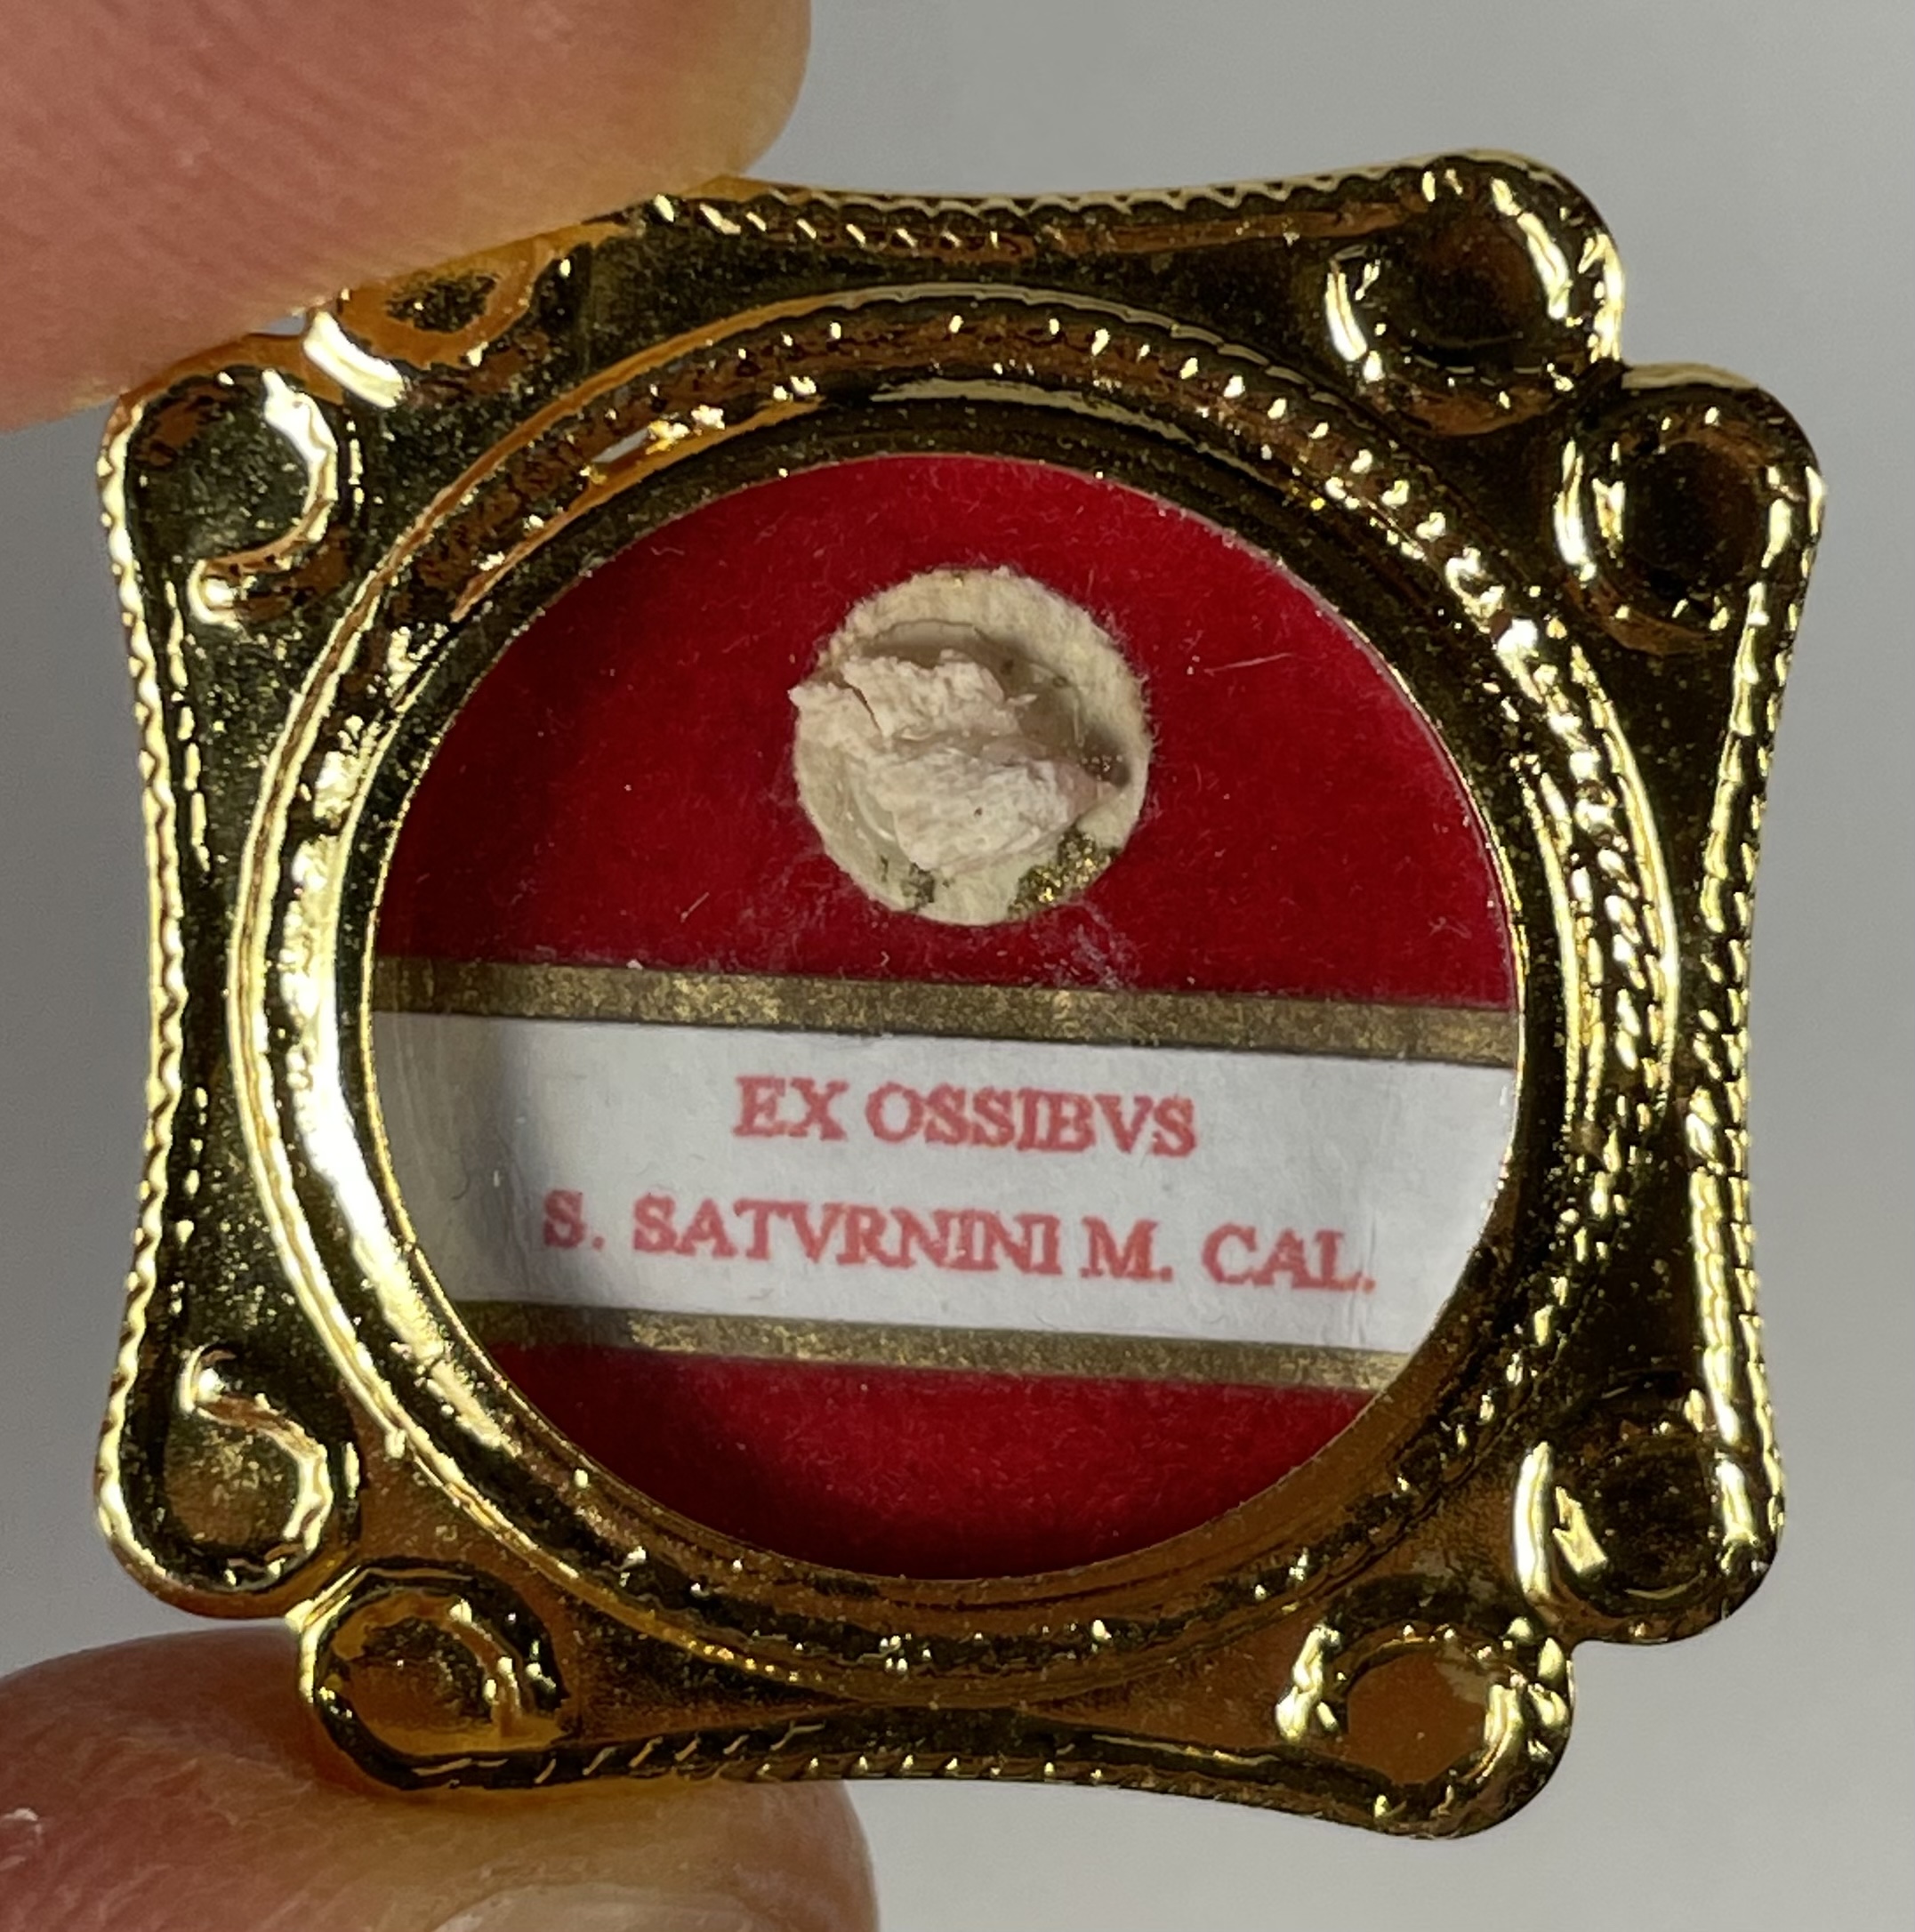 EX OSSIBVS
S. SATVRNINI M. CAL.